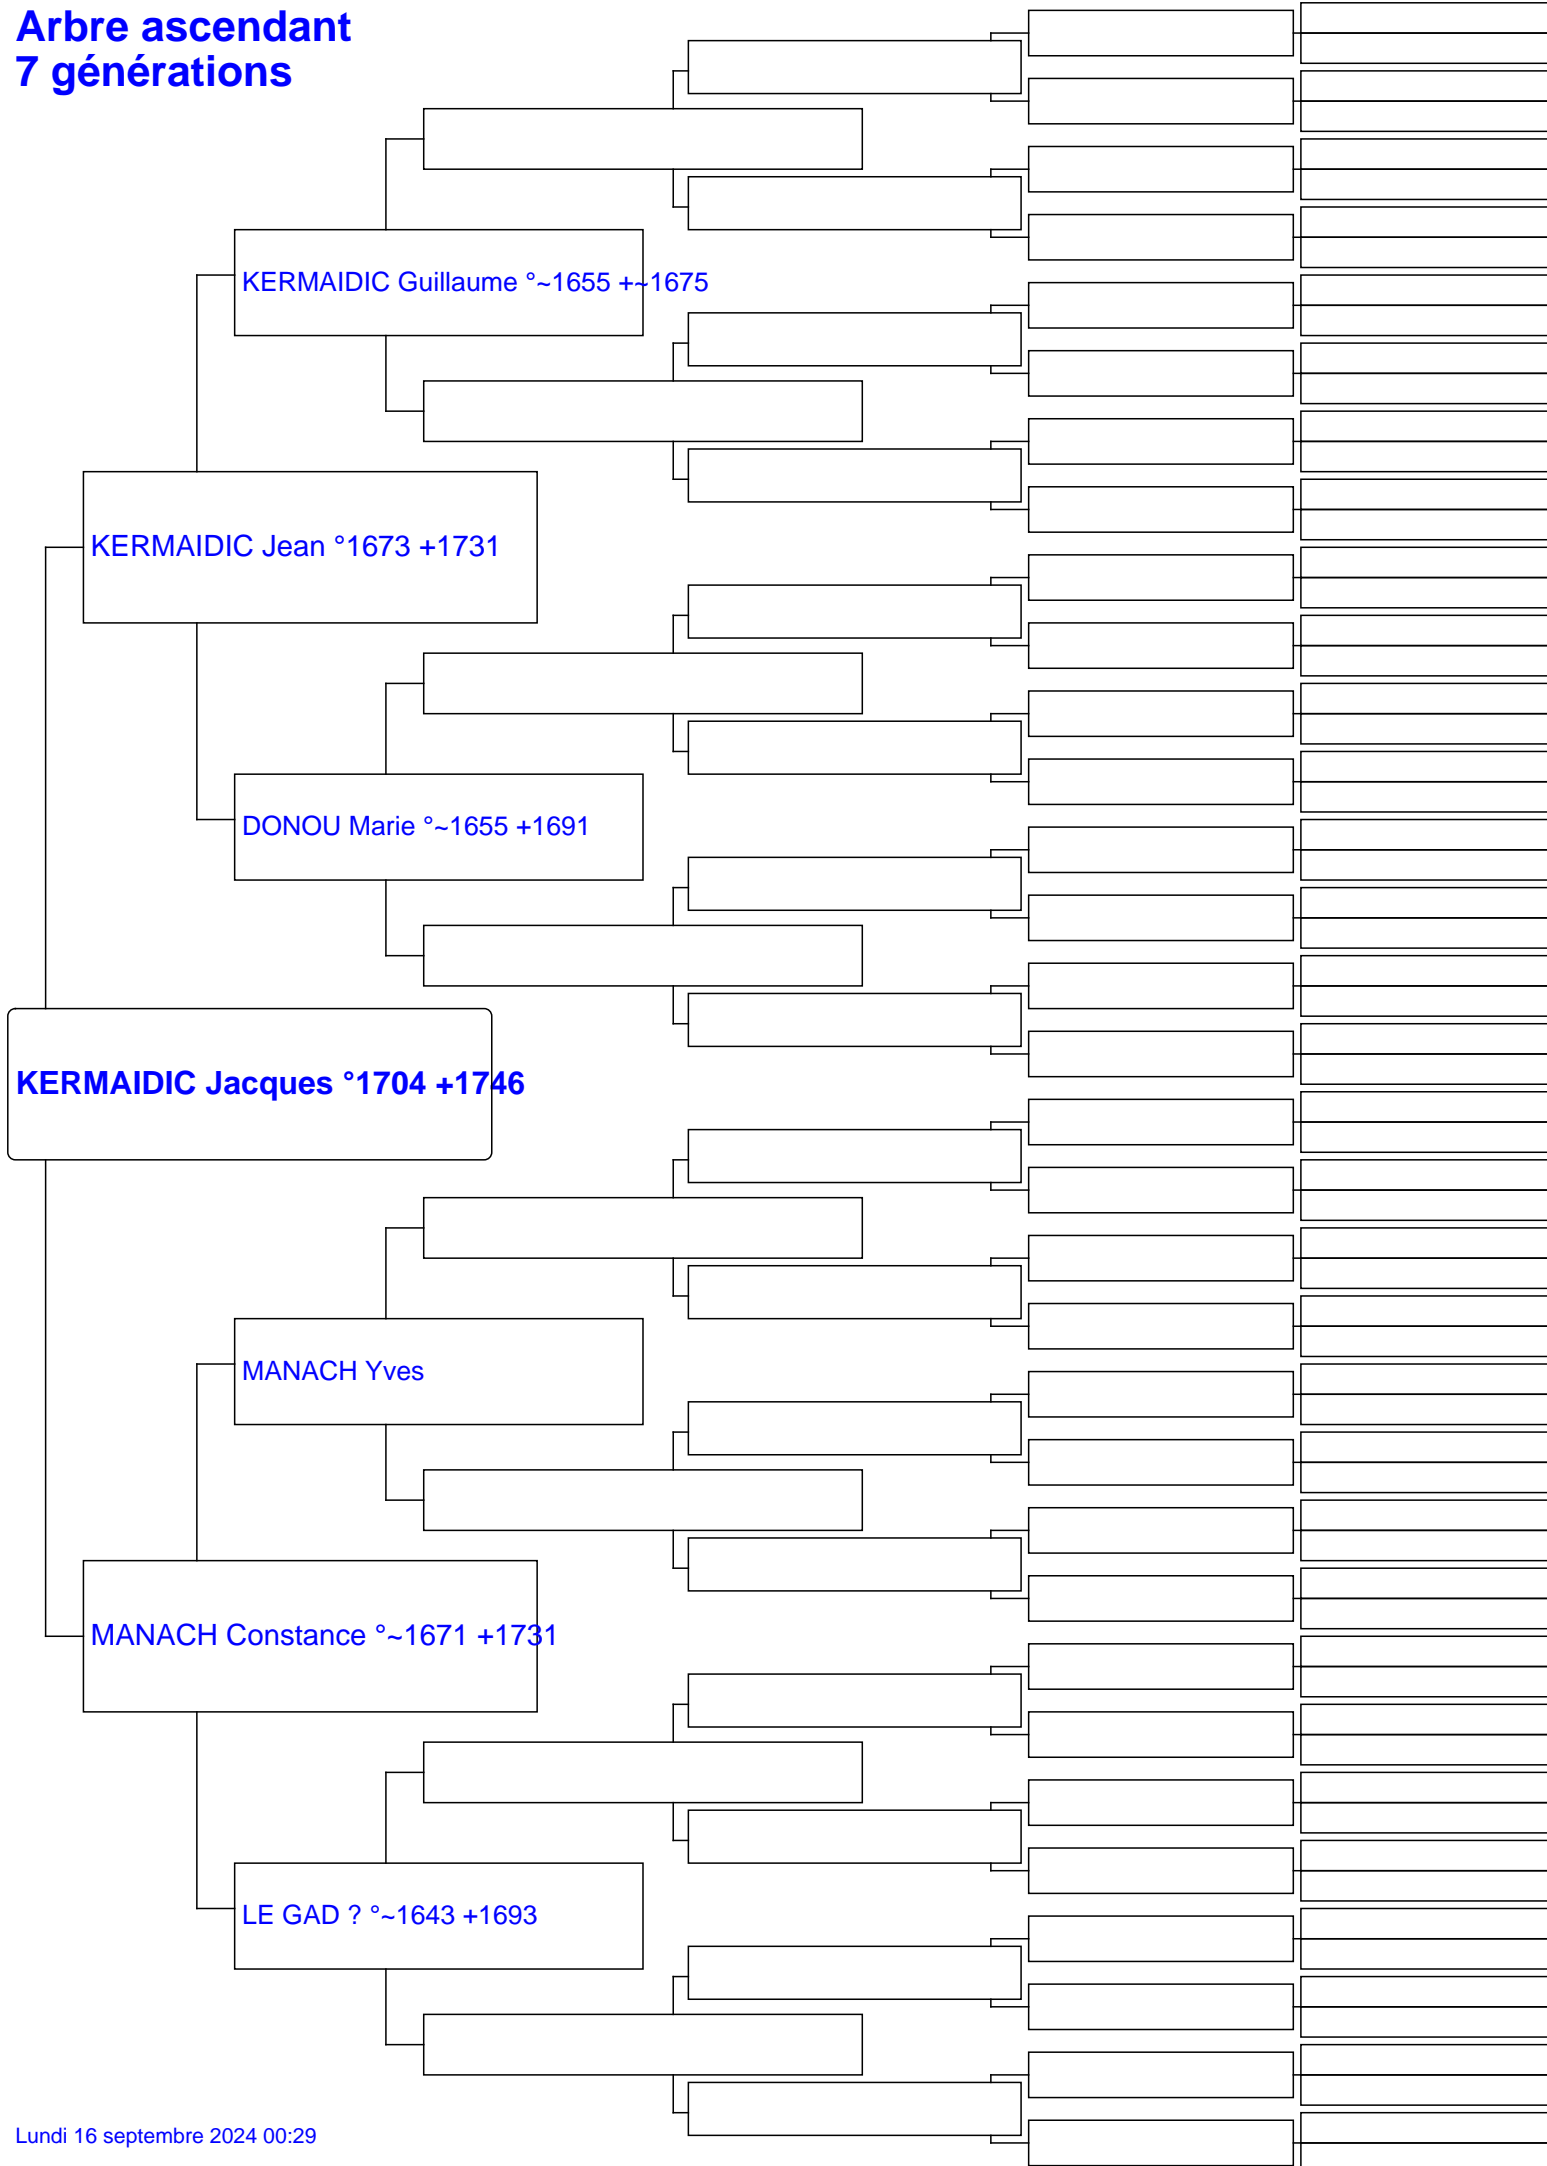 Arbre ascendant
7 générations
KERMAIDIC Guillaume °~1655 +~1675
KERMAIDIC Jean °1673 +1731
DONOU Marie °~1655 +1691
KERMAIDIC Jacques °1704 +1746
MANACH Yves
MANACH Constance °~1671 +1731
LE GAD ? °~1643 +1693
Lundi 16 septembre 2024 00:29